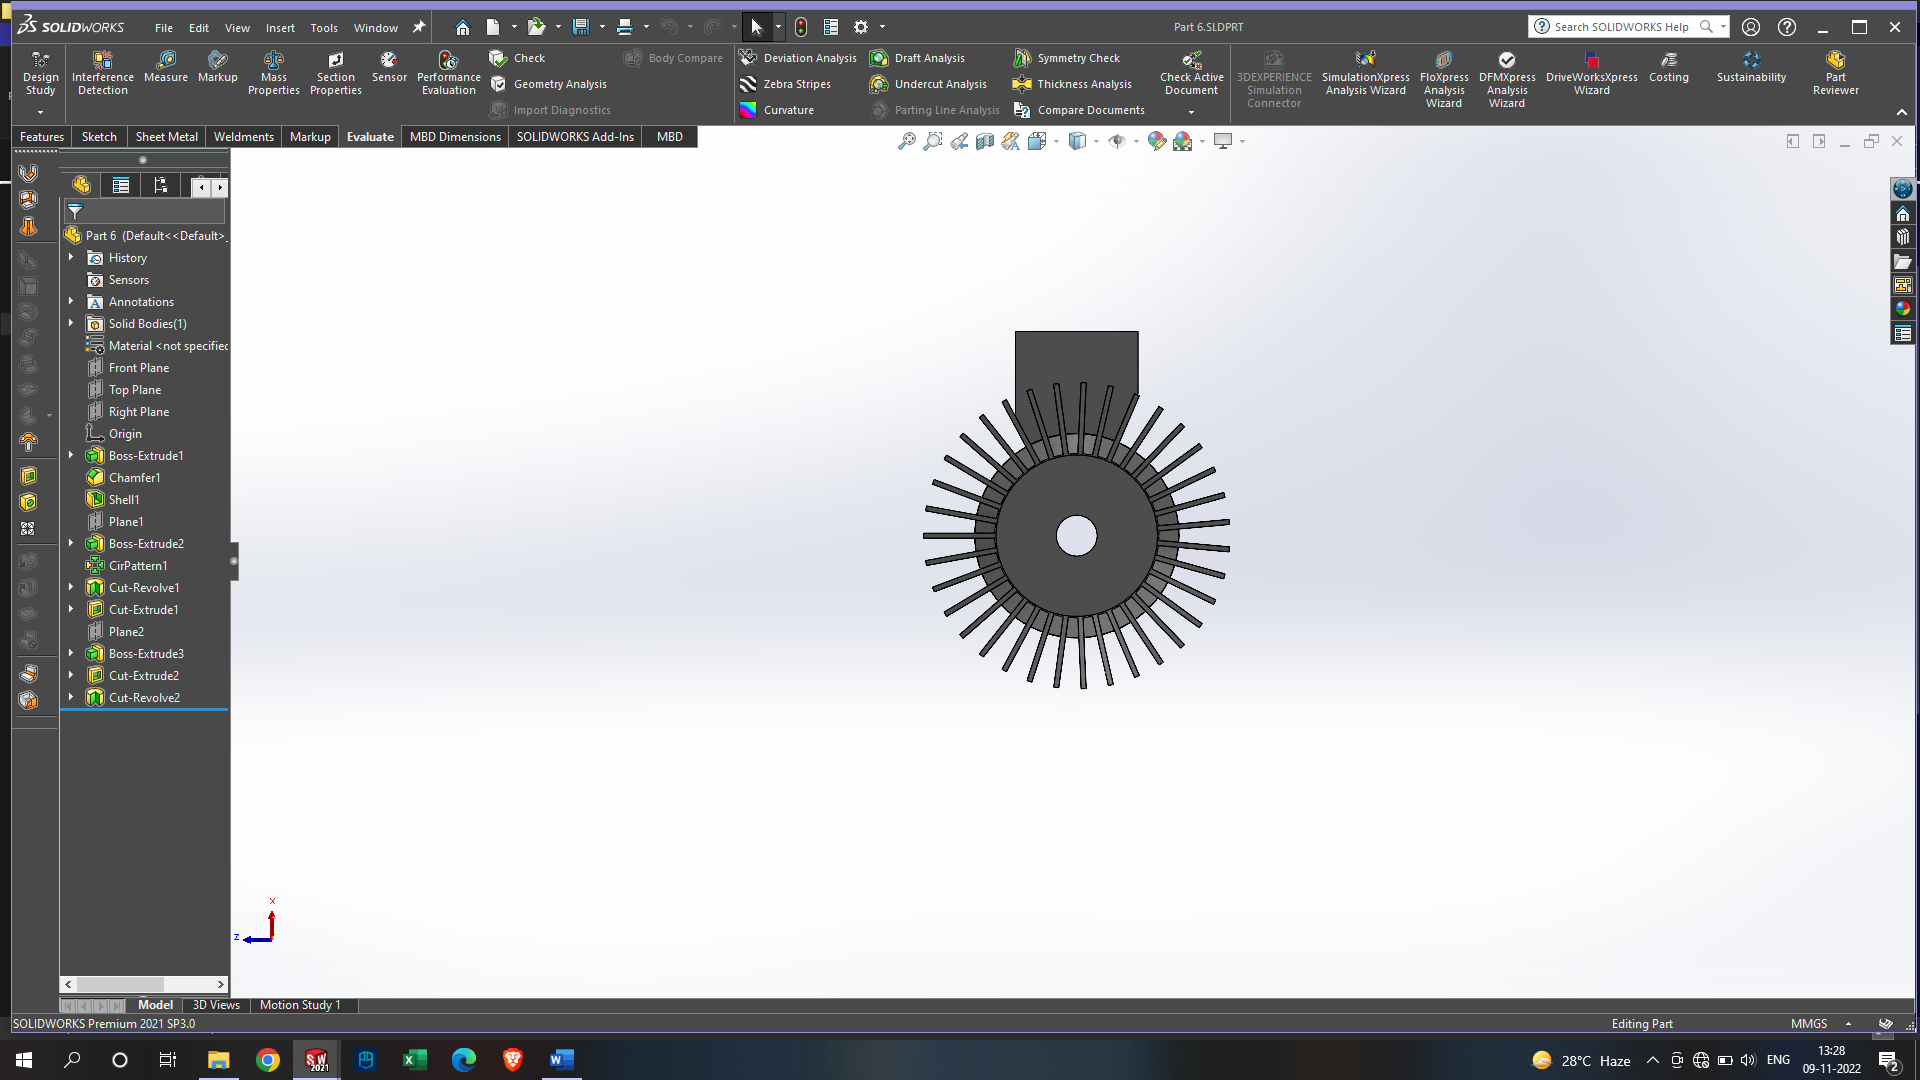 SOLIDWORKS File Edit View Insert Tools Window Part 6.SLDPRT Search SOLIDWORKS Help
Design Study
Interference Detection
Measure
Markup
Mass Properties
Section Properties
Sensor
Performance Evaluation
Check
Geometry Analysis
Import Diagnostics
Body Compare
Deviation Analysis
Zebra Stripes
Curvature
Draft Analysis
Undercut Analysis
Parting Line Analysis
Symmetry Check
Thickness Analysis
Compare Documents
Check Active Document
3DEXPERIENCE Simulation Connector
SimulationXpress Analysis Wizard
FloXpress Analysis Wizard
DFMXpress Analysis Wizard
DriveWorksXpress Wizard
Costing
Sustainability
Part Reviewer
Features Sketch Sheet Metal Weldments Markup Evaluate MBD Dimensions SOLIDWORKS Add-Ins MBD
Part 6 (Default<<Default>_
History
Sensors
Annotations
Solid Bodies(1)
Material <not specified
Front Plane
Top Plane
Right Plane
Origin
Boss-Extrude1
Chamfer1
Shell1
Plane1
Boss-Extrude2
CirPattern1
Cut-Revolve1
Cut-Extrude1
Plane2
Boss-Extrude3
Cut-Extrude2
Cut-Revolve2
X
Z
Model 3D Views Motion Study 1
SOLIDWORKS Premium 2021 SP3.0 Editing Part MMGS
SW 2021
28°C Haze ENG 13:28
09-11-2022
2